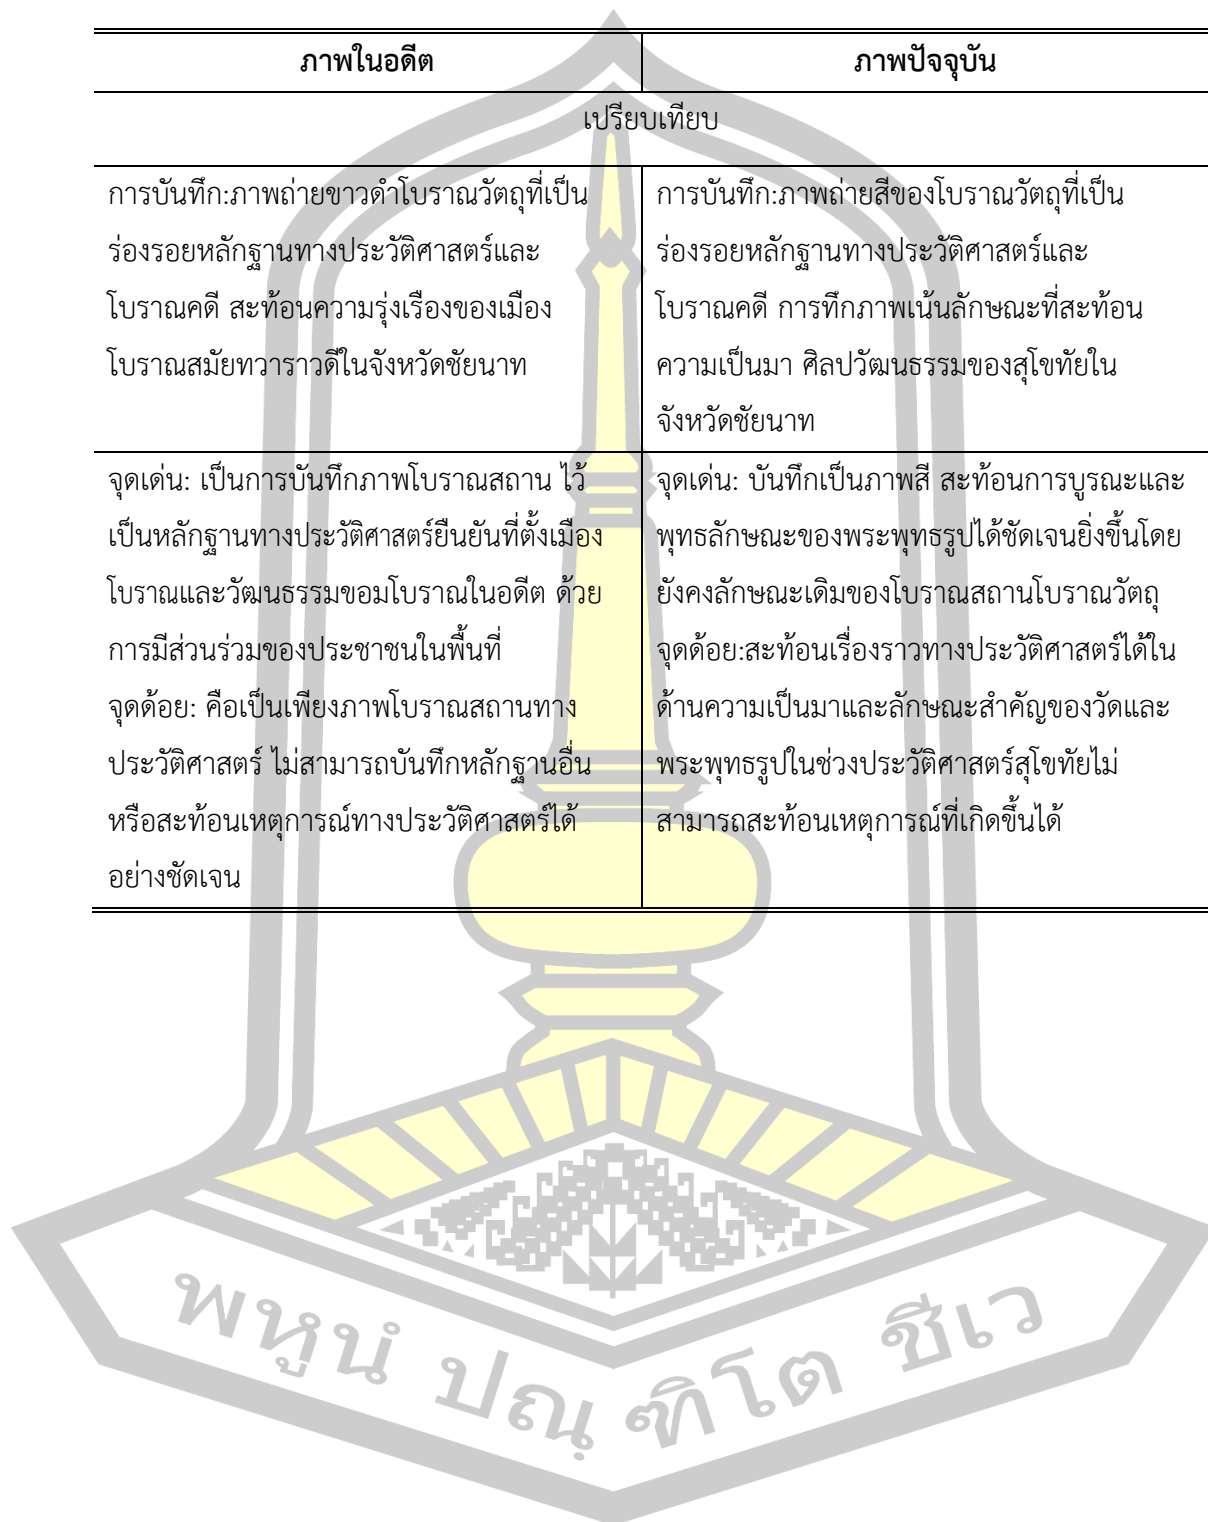 ภาพในอดีต
ภาพปัจจุบัน
เปรียบเทียบ
การบันทึก:ภาพถ่ายขาวดำโบราณวัตถุที่เป็น
ร่องรอยหลักฐานทางประวัติศาสตร์และ
โบราณคดี สะท้อนความรุ่งเรืองของเมือง
โบราณสมัยทวาราวดีในจังหวัดชัยนาท
การบันทึก:ภาพถ่ายสีของโบราณวัตถุที่เป็น
ร่องรอยหลักฐานทางประวัติศาสตร์และ
โบราณคดี การทึกภาพเน้นลักษณะที่สะท้อน
ความเป็นมา ศิลปวัฒนธรรมของสุโขทัยใน
จังหวัดชัยนาท
จุดเด่น: เป็นการบันทึกภาพโบราณสถาน ไว้
เป็นหลักฐานทางประวัติศาสตร์ยืนยันที่ตั้งเมือง
โบราณและวัฒนธรรมขอมโบราณในอดีต ด้วย
การมีส่วนร่วมของประชาชนในพื้นที่
จุดด้อย: คือเป็นเพียงภาพโบราณสถานทาง
ประวัติศาสตร์ ไม่สามารถบันทึกหลักฐานอื่น
หรือสะท้อนเหตุการณ์ทางประวัติศาสตร์ได้
อย่างชัดเจน
จุดเด่น: บันทึกเป็นภาพสี สะท้อนการบูรณะและ
พุทธลักษณะของพระพุทธรูปได้ชัดเจนยิ่งขึ้นโดย
ยังคงลักษณะเดิมของโบราณสถานโบราณวัตถุ
จุดด้อย:สะท้อนเรื่องราวทางประวัติศาสตร์ได้ใน
ด้านความเป็นมาและลักษณะสำคัญของวัดและ
พระพุทธรูปในช่วงประวัติศาสตร์สุโขทัยไม่
สามารถสะท้อนเหตุการณ์ที่เกิดขึ้นได้
พหูนํ ปณฺ ฑิโต ชีเว